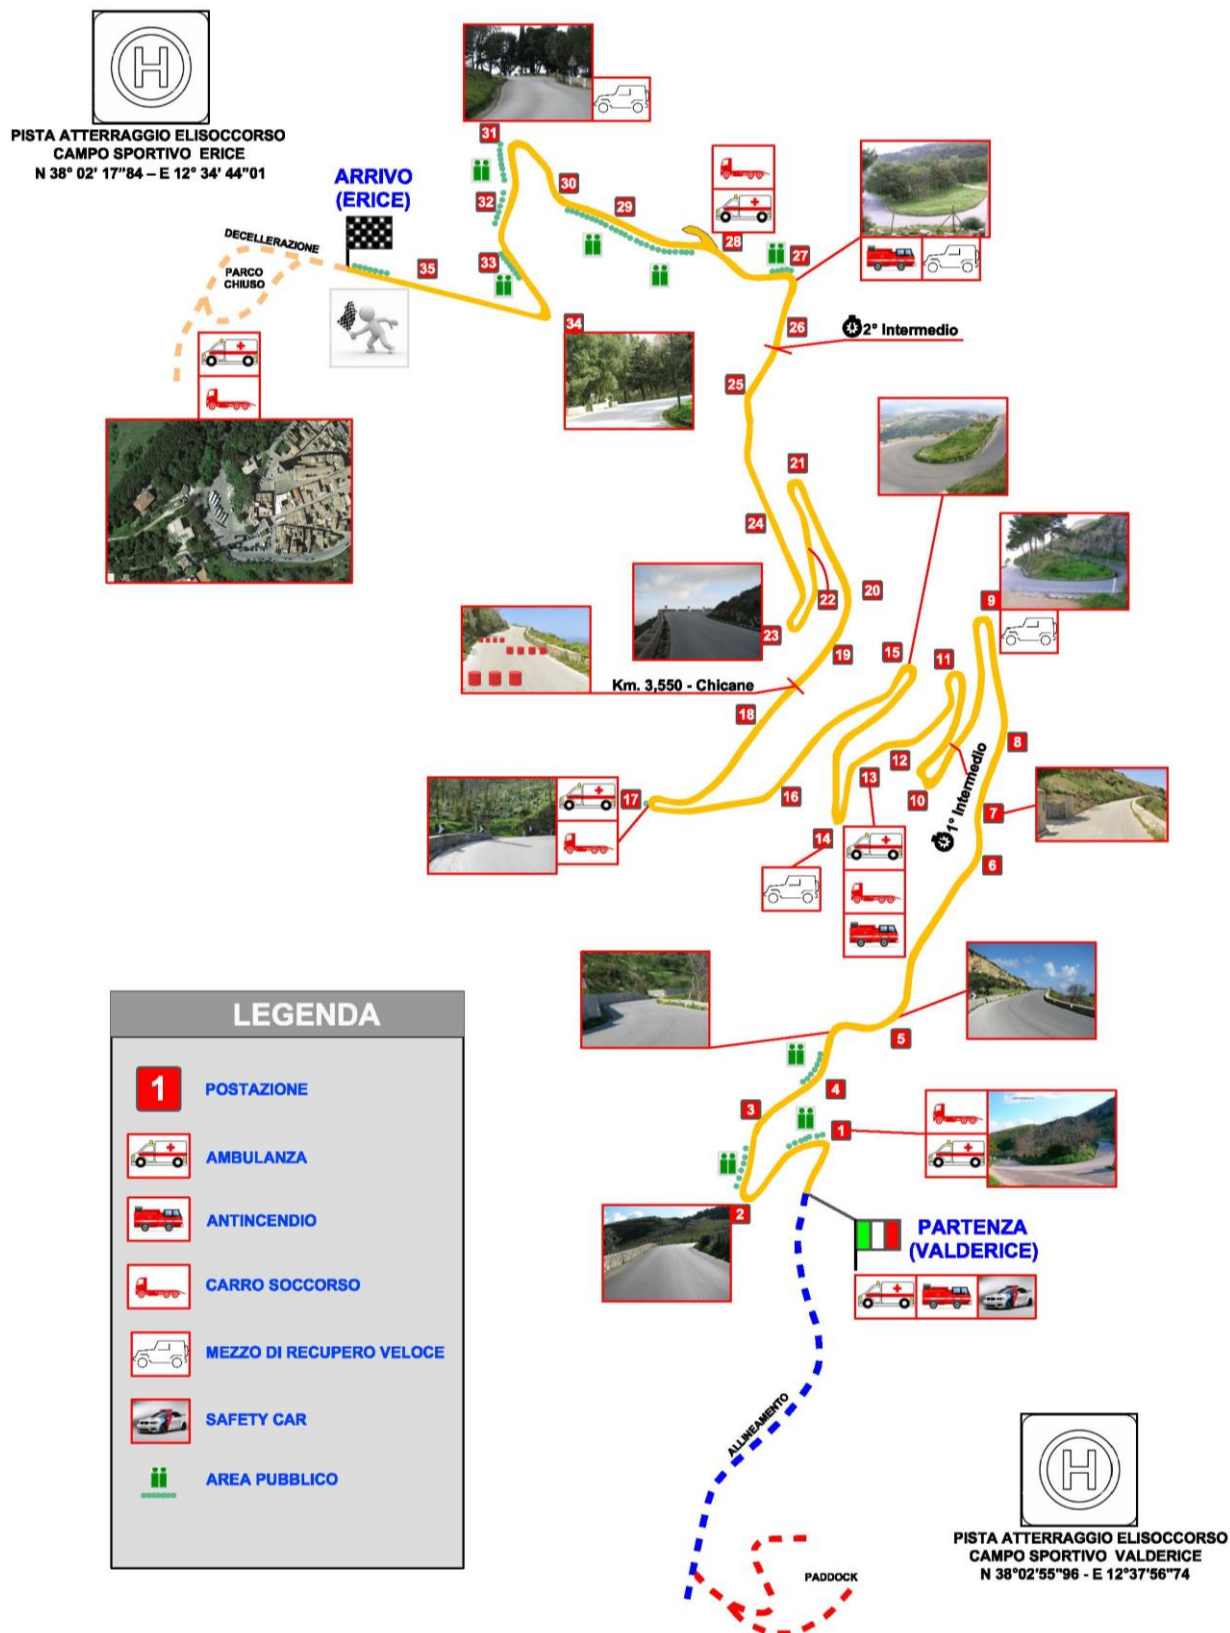 H
PISTA ATTERRAGGIO ELISOCCORSO
CAMPO SPORTIVO ERICE
N 38° 02' 17"84 – E 12° 34' 44"01
ARRIVO
(ERICE)
DECELLERAZIONE
PARCO
CHIUSO
31
32
33
30
29
28
27
35
34
26
2° Intermedio
25
21
24
22
20
23
19
15
11
9
Km. 3,550 - Chicane
18
17
16
12
13
14
10
1° Intermedio
8
7
6
5
4
3
1
2
PARTENZA
(VALDERICE)
ALLINEAMENTO
PADDOCK
LEGENDA
1
POSTAZIONE
AMBULANZA
ANTINCENDIO
CARRO SOCCORSO
MEZZO DI RECUPERO VELOCE
SAFETY CAR
AREA PUBBLICO
H
PISTA ATTERRAGGIO ELISOCCORSO
CAMPO SPORTIVO VALDERICE
N 38°02'55"96 - E 12°37'56"74